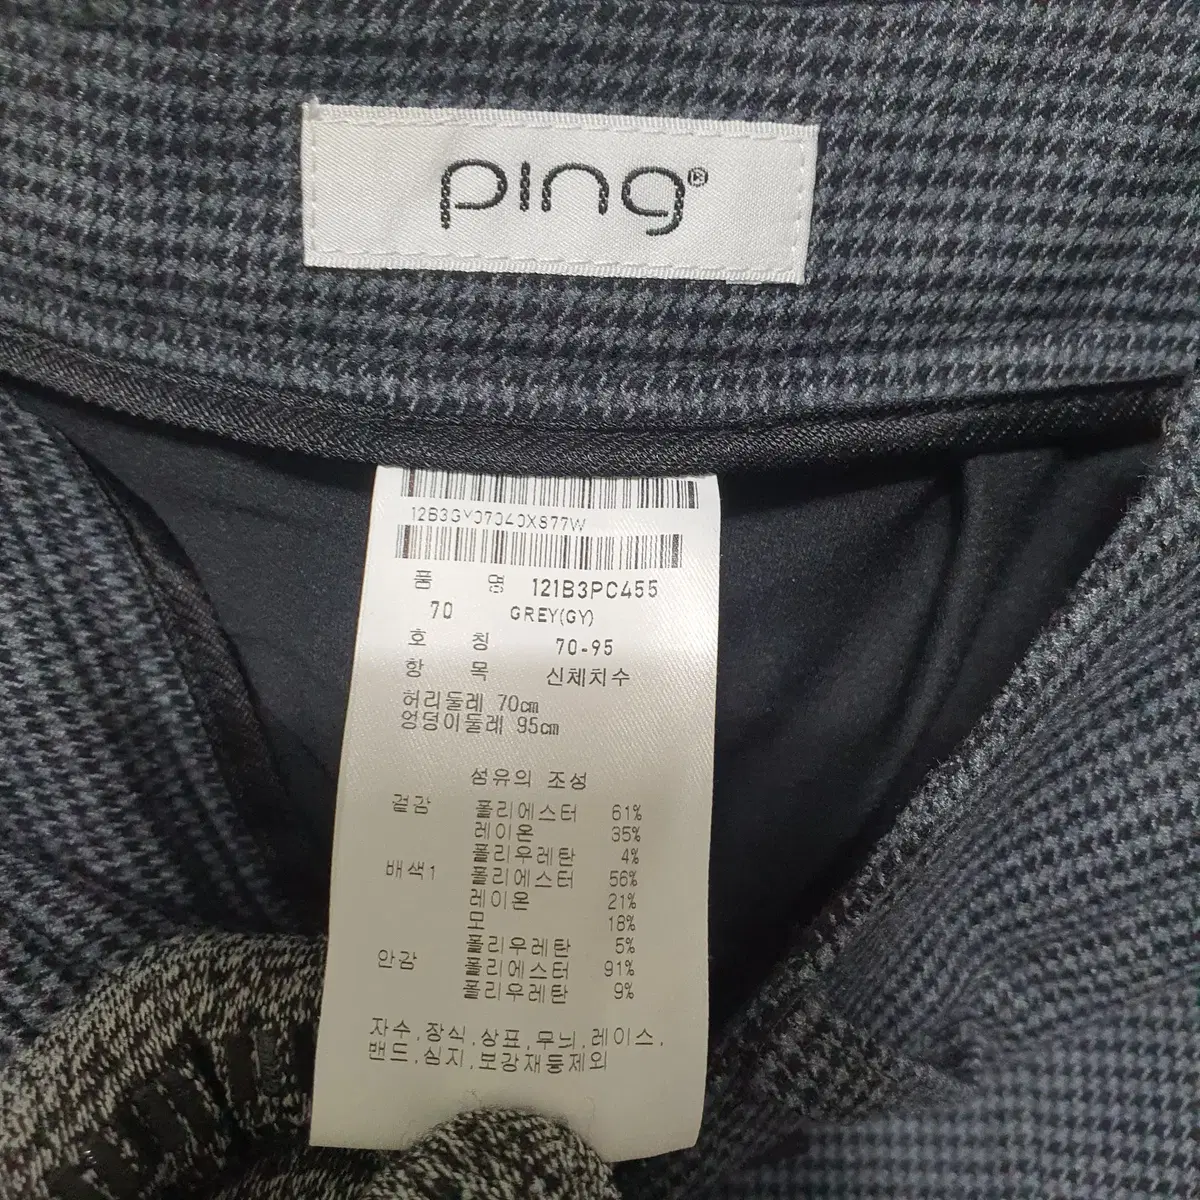 ping®
12B3GY07040XS77W
품 명 121B3PC455
70 GREY(GY)
호 칭 70-95
항 목 신체치수
허리둘레 70cm
엉덩이둘레 95cm
섬유의 조성
겉감 폴리에스터 61%
레이온 35%
폴리우레탄 4%
배색1 폴리에스터 56%
레이온 21%
모 18%
폴리우레탄 5%
안감 폴리에스터 91%
폴리우레탄 9%
자수,장식,상표,무늬,레이스,
밴드,심지,보강재등제외